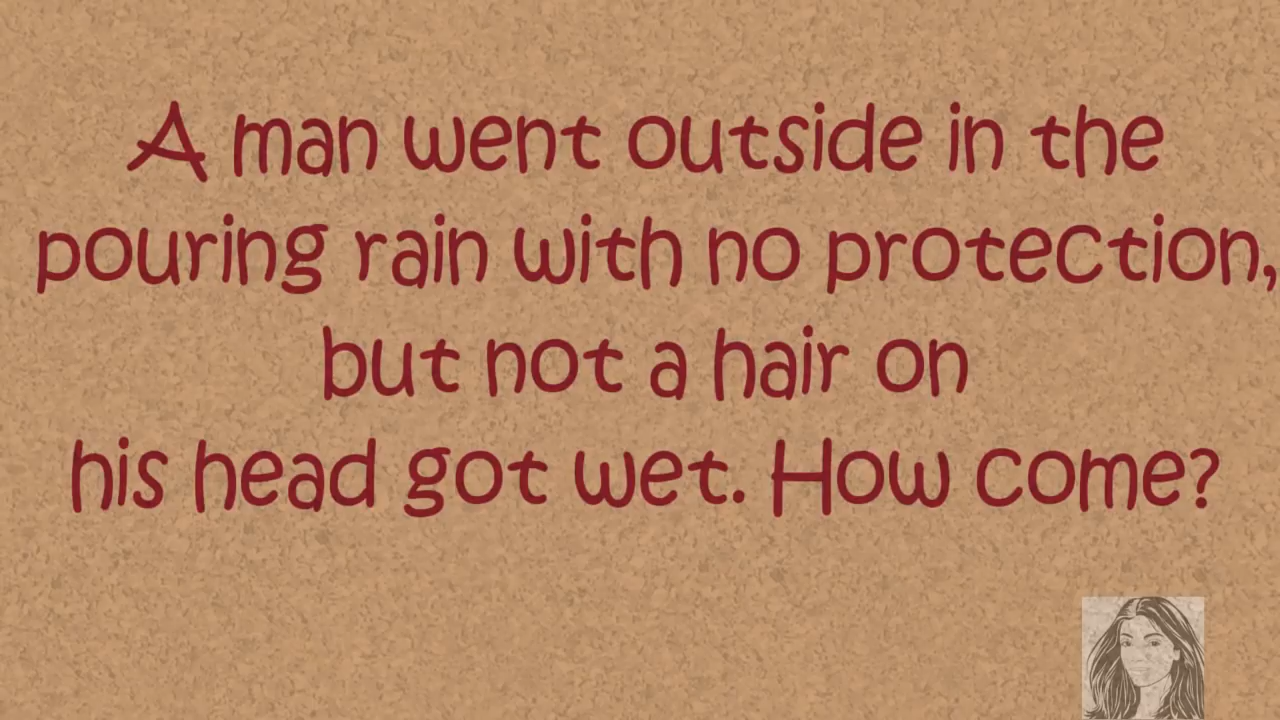 A man went outside in the
pouring rain with no protection,
but not a hair on
his head got wet. How come?